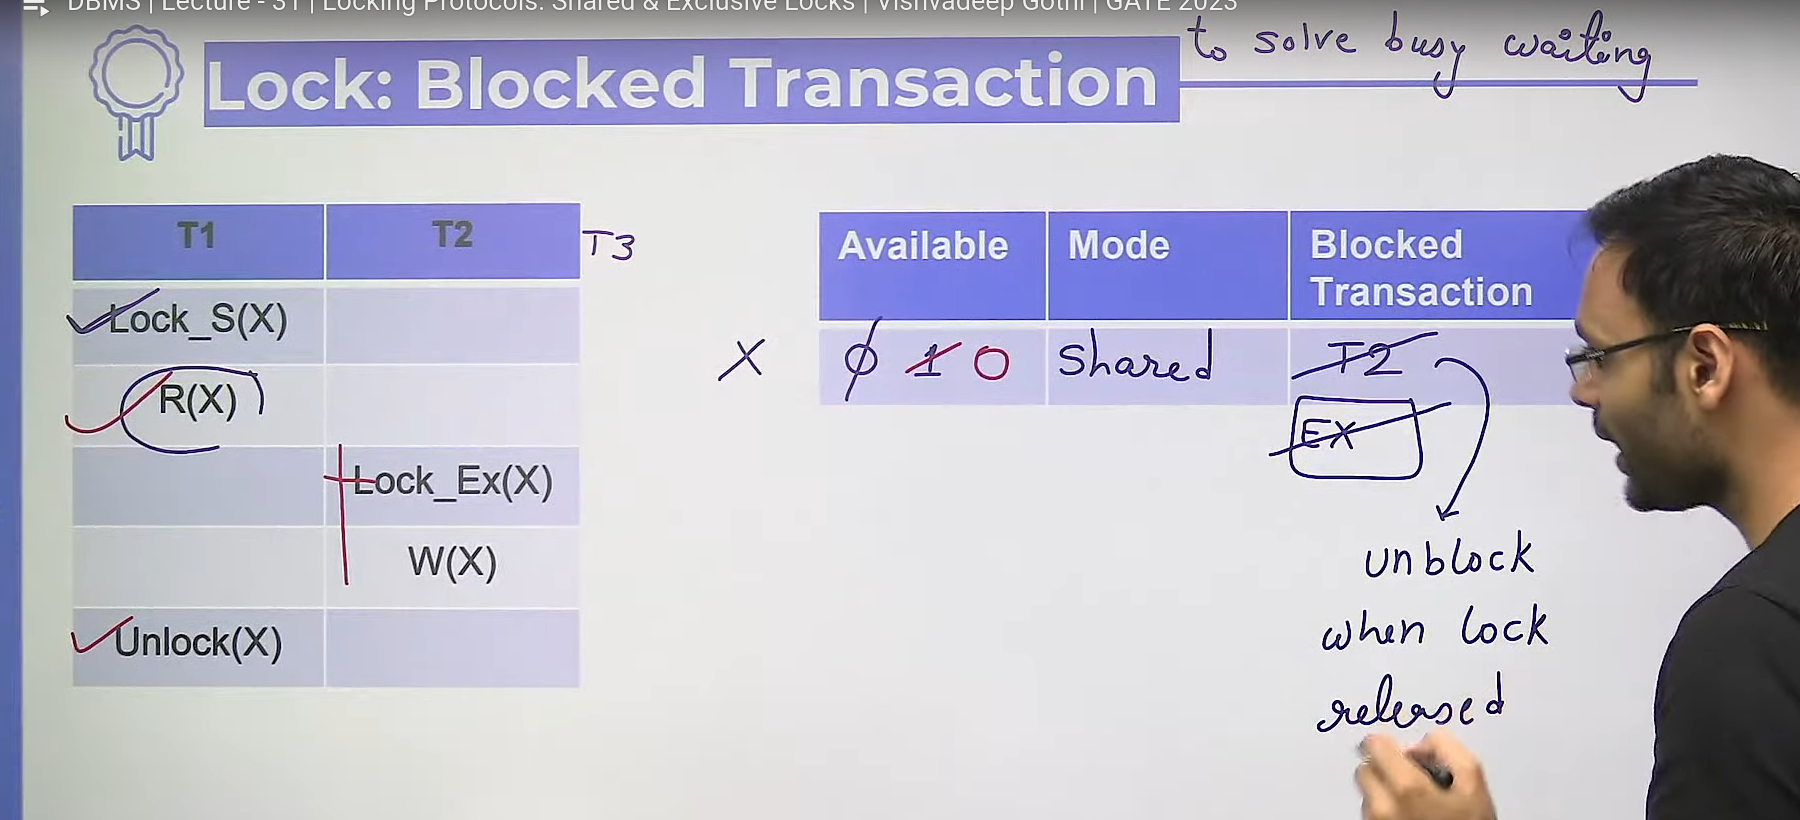 DBMS | Lecture - 31 | Locking Protocols: Shared & Exclusive Locks | Vishvadeep Gothi | GATE 2023
to solve busy waiting
Lock: Blocked Transaction
T1 T2 T3
Lock_S(X)
R(X)
Lock_Ex(X)
W(X)
Unlock(X)
Available Mode Blocked Transaction
X 0 1 0 Shared T2
EX
unblock
when lock
released